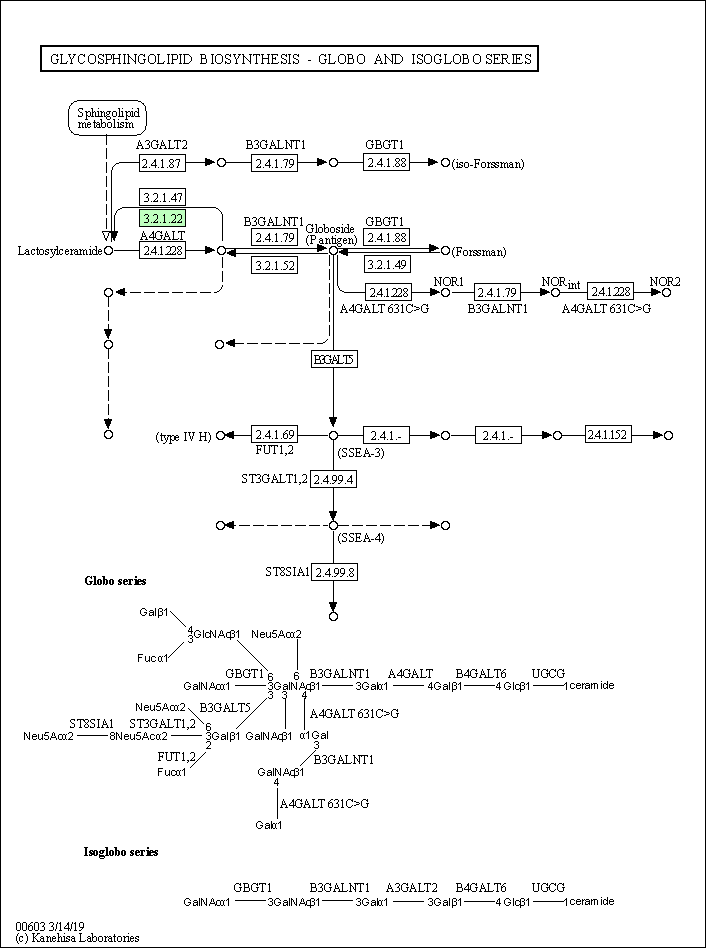 GLYCOSPHINGOLIPID BIOSYNTHESIS - GLOBO AND ISOGLOBO SERIES
Sphingolipid
metabolism
A3GALT2 B3GALNT1 GBGT1
2.4.1.87 2.4.1.79 2.4.1.88 (iso-Forssman)
3.2.1.47
3.2.1.22
A4GALT
B3GALNT1 Globoside GBGT1
2.4.1.79 (P antigen) 2.4.1.88
Lactosylceramide 2.4.1.228 (Forssman)
3.2.1.52 3.2.1.49
NOR1 NORint NOR2
2.4.1.228 2.4.1.79 2.4.1.228
A4GALT 631C>G B3GALNT1 A4GALT 631C>G
B3GALT5
(type IV H) 2.4.1.69 2.4.1.- 2.4.1.- 2.4.1.152
FUT1,2 (SSEA-3)
ST3GALT1,2 2.4.99.4
(SSEA-4)
ST8SIA1 2.4.99.8
Globo series
Galβ1
4
3 GlcNAcβ1 Neu5Acα2
Fucα1
GBGT1 6 6 B3GALNT1 A4GALT B4GALT6 UGCG
GalNAcα1 3GalNAcβ1 3Galα1 4Galβ1 4Glcβ1 1ceramide
3 3 4
Neu5Acα2 B3GALT5 A4GALT 631C>G
ST8SIA1 ST3GALT1,2 6
Neu5Acα2 8Neu5Acα2 3Galβ1 GalNAcβ1 α1Gal
2 3
FUT1,2 B3GALNT1
Fucα1 GalNAcβ1
4
A4GALT 631C>G
Galα1
Isoglobo series
GBGT1 B3GALNT1 A3GALT2 B4GALT6 UGCG
GalNAcα1 3GalNAcβ1 3Galα1 3Galβ1 4Glcβ1 1ceramide
00603 3/14/19
(c) Kanehisa Laboratories